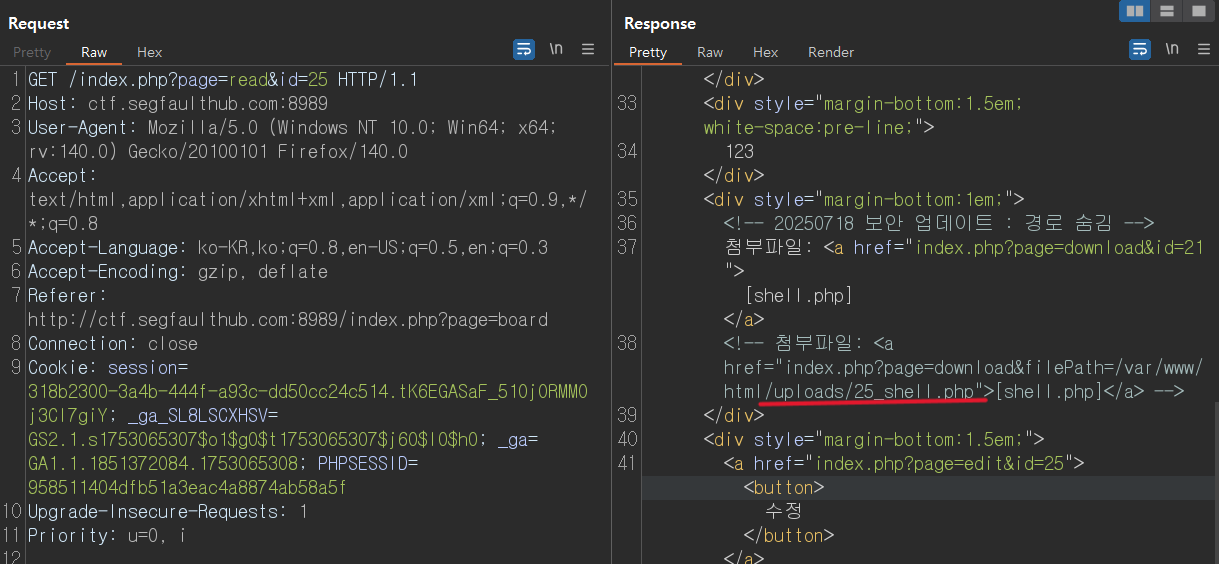 Request
Pretty Raw Hex
\n
1 GET /index.php?page=read&id=25 HTTP/1.1
2 Host: ctf.segfaulthub.com:8989
3 User-Agent: Mozilla/5.0 (Windows NT 10.0; Win64; x64;
rv:140.0) Gecko/20100101 Firefox/140.0
4 Accept:
text/html,application/xhtml+xml,application/xml;q=0.9,*/
*;q=0.8
5 Accept-Language: ko-KR,ko;q=0.8,en-US;q=0.5,en;q=0.3
6 Accept-Encoding: gzip, deflate
7 Referer:
http://ctf.segfaulthub.com:8989/index.php?page=board
8 Connection: close
9 Cookie: session=
318b2300-3a4b-444f-a93c-dd50cc24c514.tK6EGASaF_510j0RMM0
j3Cl7giY; _ga_SL8LSCXHSV=
GS2.1.s1753065307$o1$g0$t1753065307$j60$l0$h0; _ga=
GA1.1.1851372084.1753065308; PHPSESSID=
958511404dfb51a3eac4a8874ab58a5f
10 Upgrade-Insecure-Requests: 1
11 Priority: u=0, i
12
Response
Pretty Raw Hex Render
\n
</div>
33 <div style="margin-bottom:1.5em;
white-space:pre-line;">
34 123
</div>
35 <div style="margin-bottom:1em;">
36 <!-- 20250718 보안 업데이트 : 경로 숨김 -->
37 첨부파일: <a href="index.php?page=download&id=21
">
[shell.php]
</a>
38 <!-- 첨부파일: <a
href="index.php?page=download&filePath=/var/www/
html/uploads/25_shell.php">[shell.php]</a> -->
39 </div>
40 <div style="margin-bottom:1.5em;">
41 <a href="index.php?page=edit&id=25">
<button>
수정
</button>
</a>